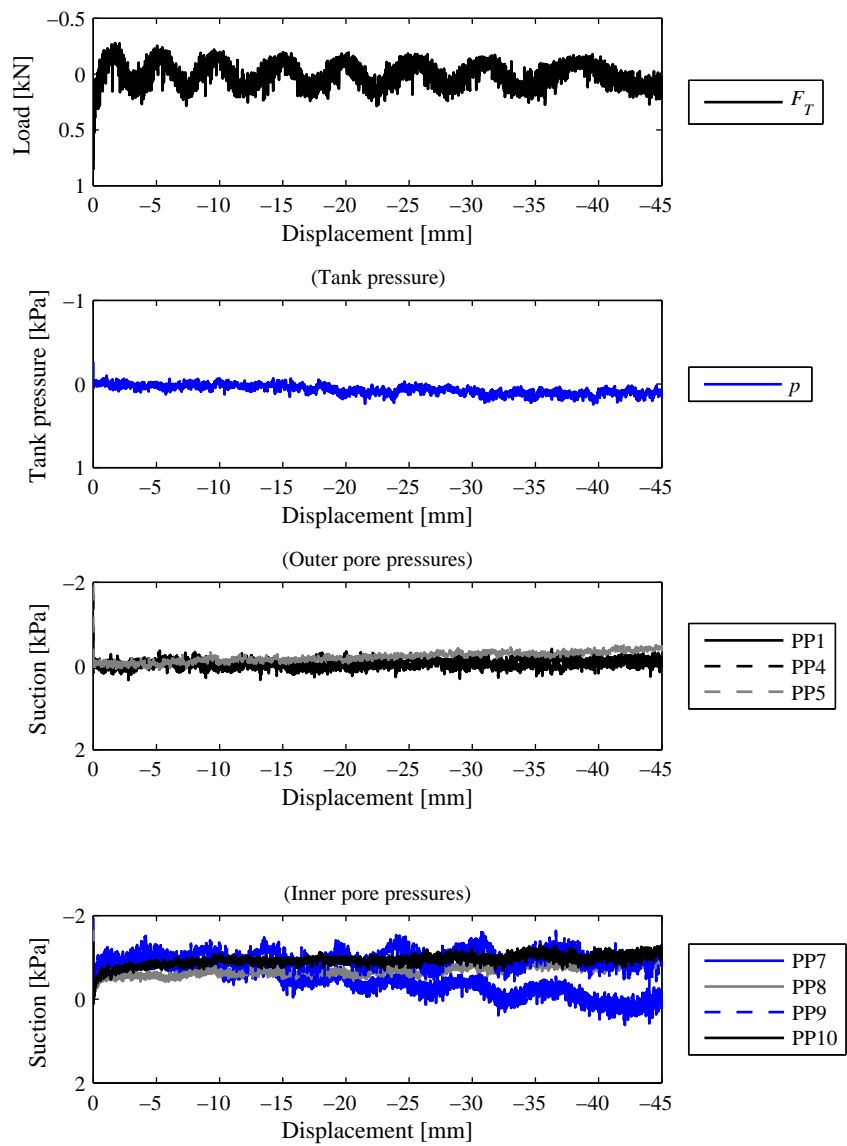 −0.5
0
0.5
1
Load [kN]
0 −5 −10 −15 −20 −25 −30 −35 −40 −45
Displacement [mm]
F_T
(Tank pressure)
−1
0
1
Tank pressure [kPa]
0 −5 −10 −15 −20 −25 −30 −35 −40 −45
Displacement [mm]
p
(Outer pore pressures)
−2
0
2
Suction [kPa]
0 −5 −10 −15 −20 −25 −30 −35 −40 −45
Displacement [mm]
PP1
PP4
PP5
(Inner pore pressures)
−2
0
2
Suction [kPa]
0 −5 −10 −15 −20 −25 −30 −35 −40 −45
Displacement [mm]
PP7
PP8
PP9
PP10